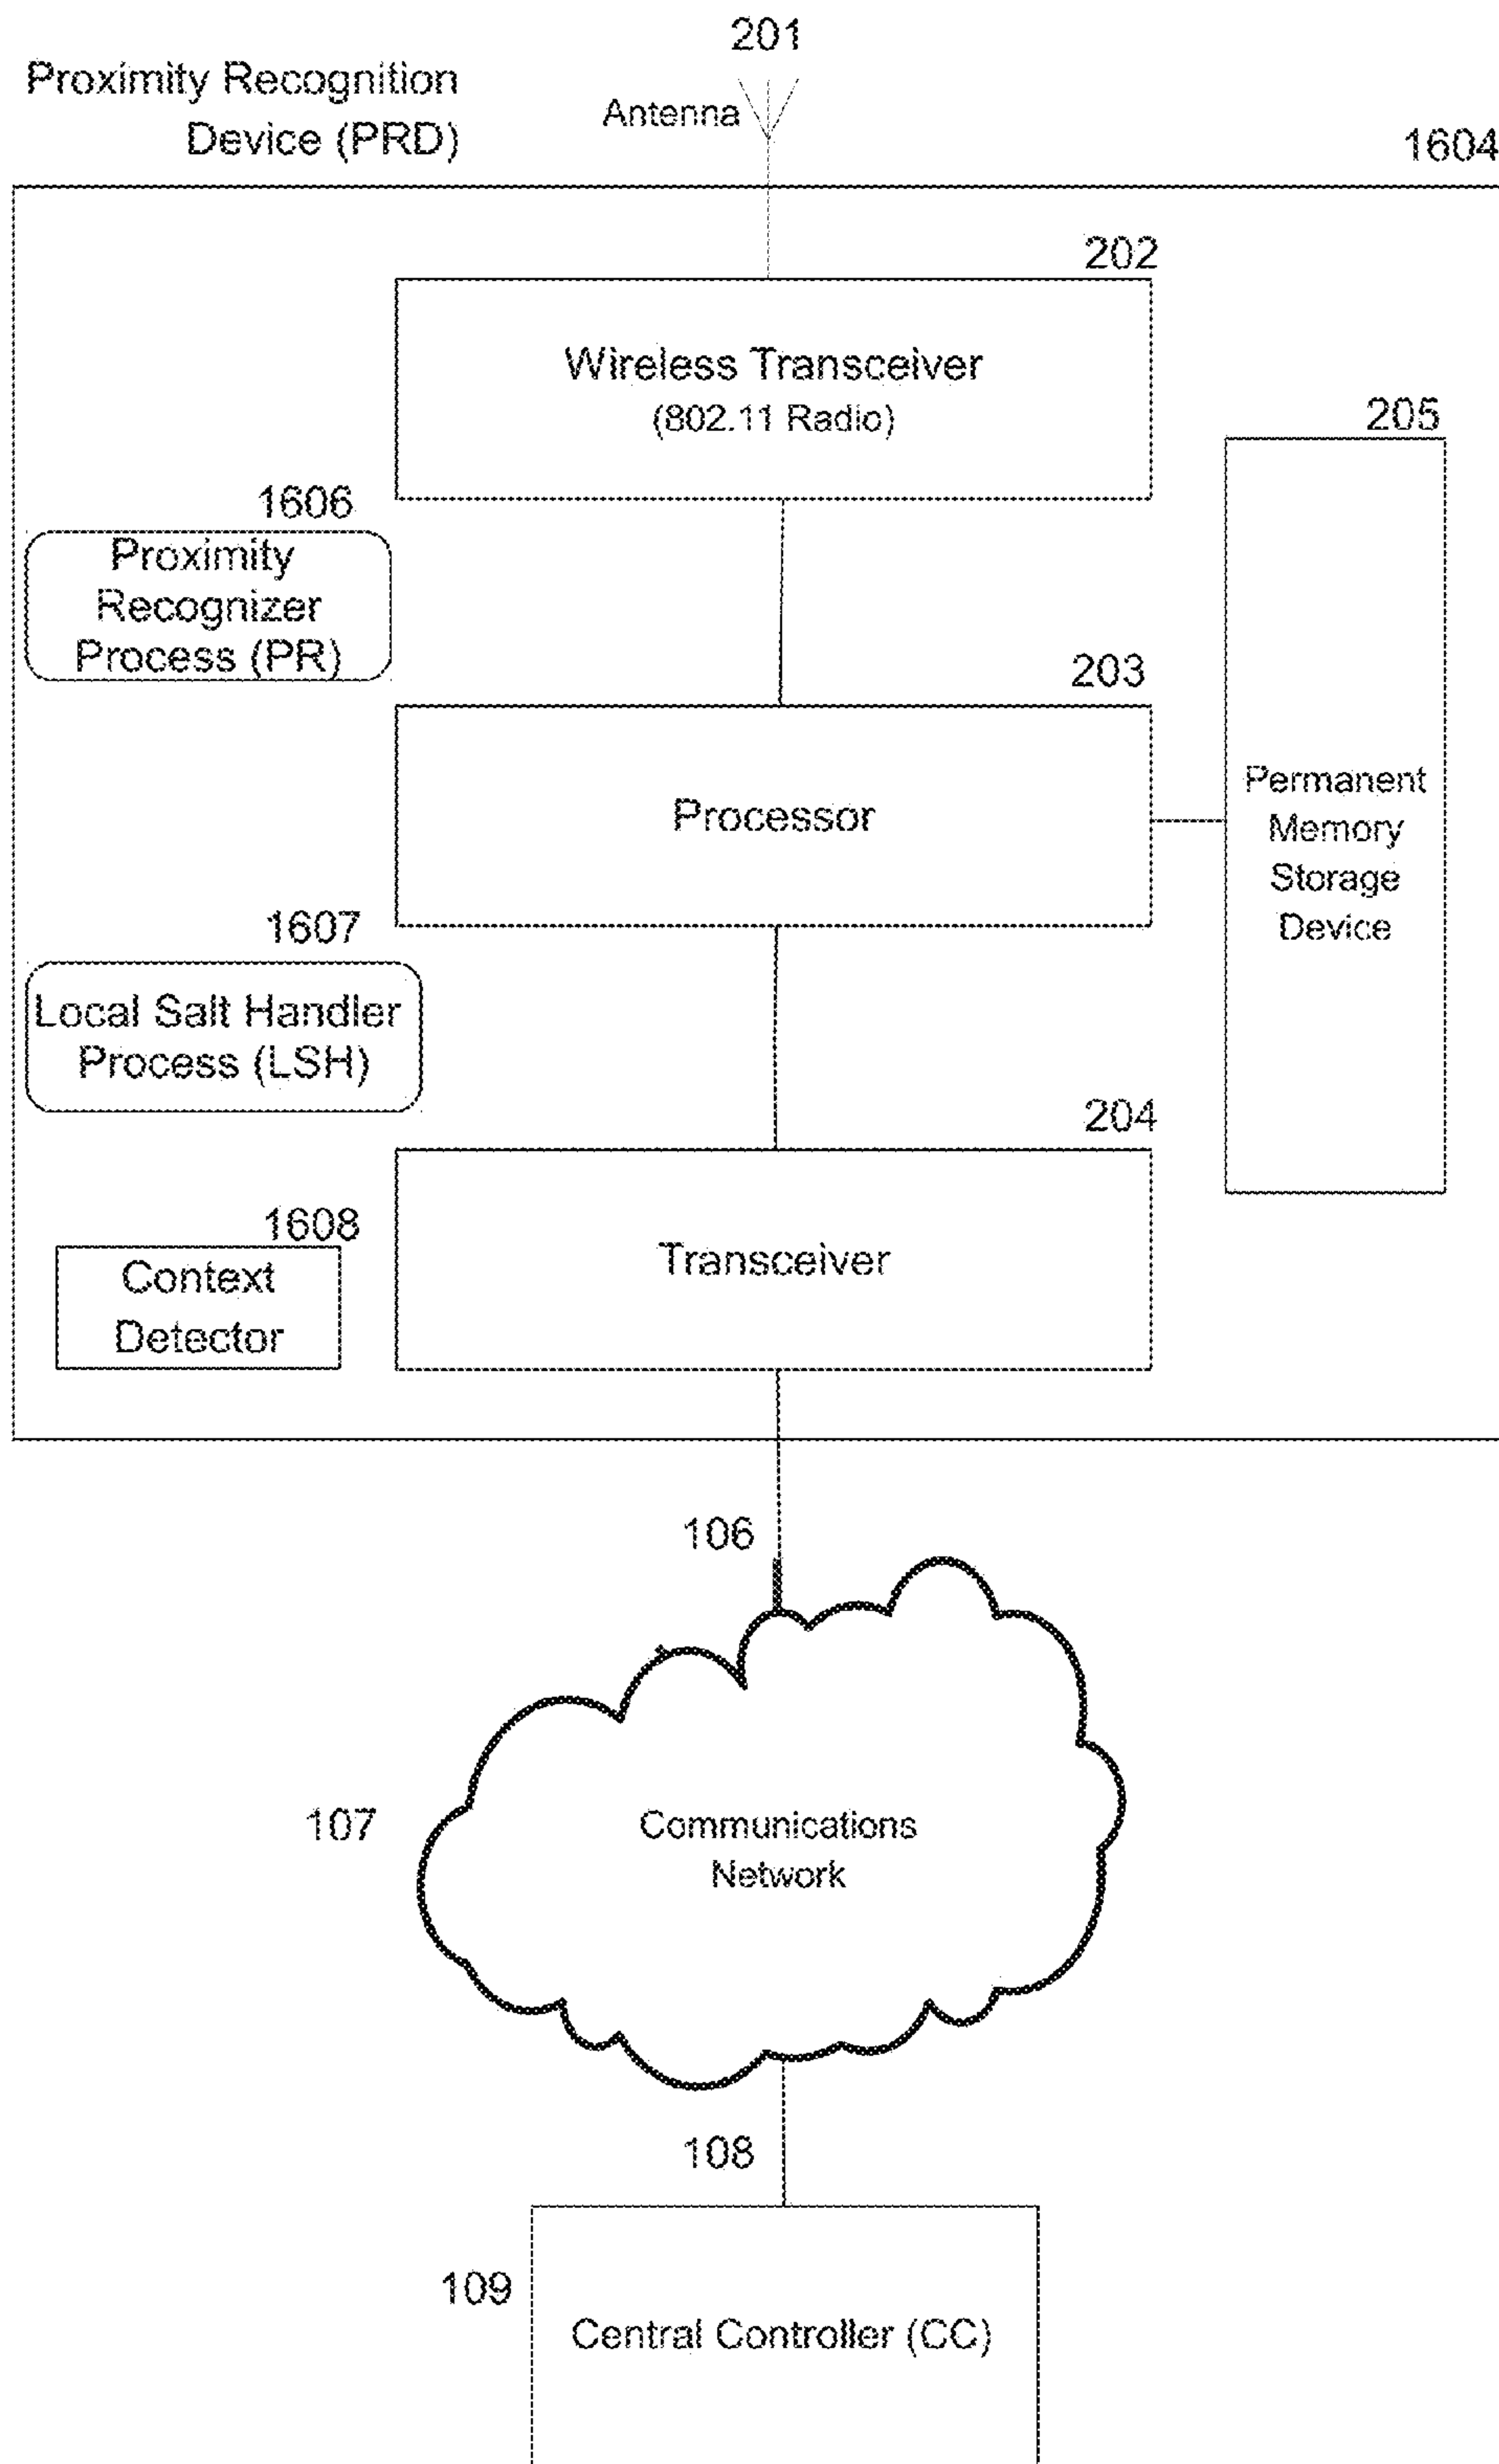 201
Proximity Recognition
Device (PRD)
Antenna
1604
202
Wireless Transceiver
(802.11 Radio)
205
1606
Proximity
Recognizer
Process (PR)
203
Processor
Permanent
Memory
Storage
Device
1607
Local Salt Handler
Process (LSH)
204
1608
Context
Detector
Transceiver
106
107
Communications
Network
108
109
Central Controller (CC)